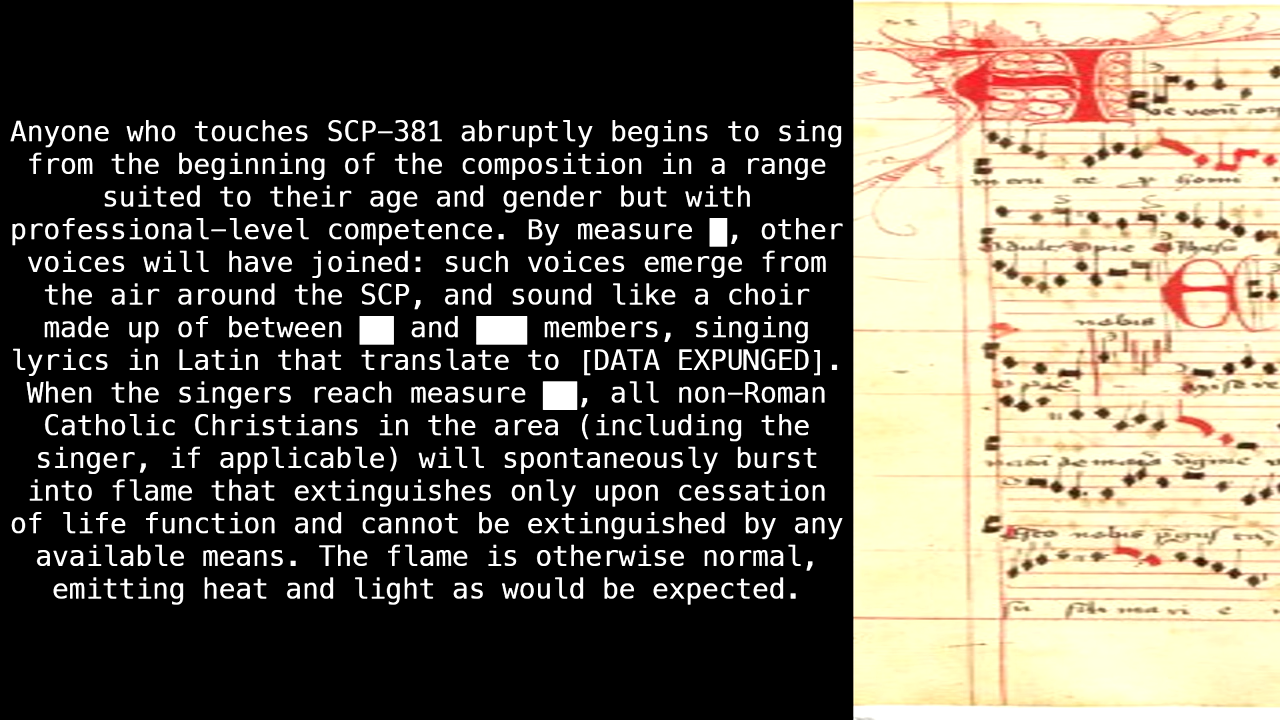 Anyone who touches SCP–381 abruptly begins to sing
from the beginning of the composition in a range
suited to their age and gender but with
professional–level competence. By measure █, other
voices will have joined: such voices emerge from
the air around the SCP, and sound like a choir
made up of between ██ and ███ members, singing
lyrics in Latin that translate to [DATA EXPUNGED].
When the singers reach measure ██, all non–Roman
Catholic Christians in the area (including the
singer, if applicable) will spontaneously burst
into flame that extinguishes only upon cessation
of life function and cannot be extinguished by any
available means. The flame is otherwise normal,
emitting heat and light as would be expected.
nobis
nobis